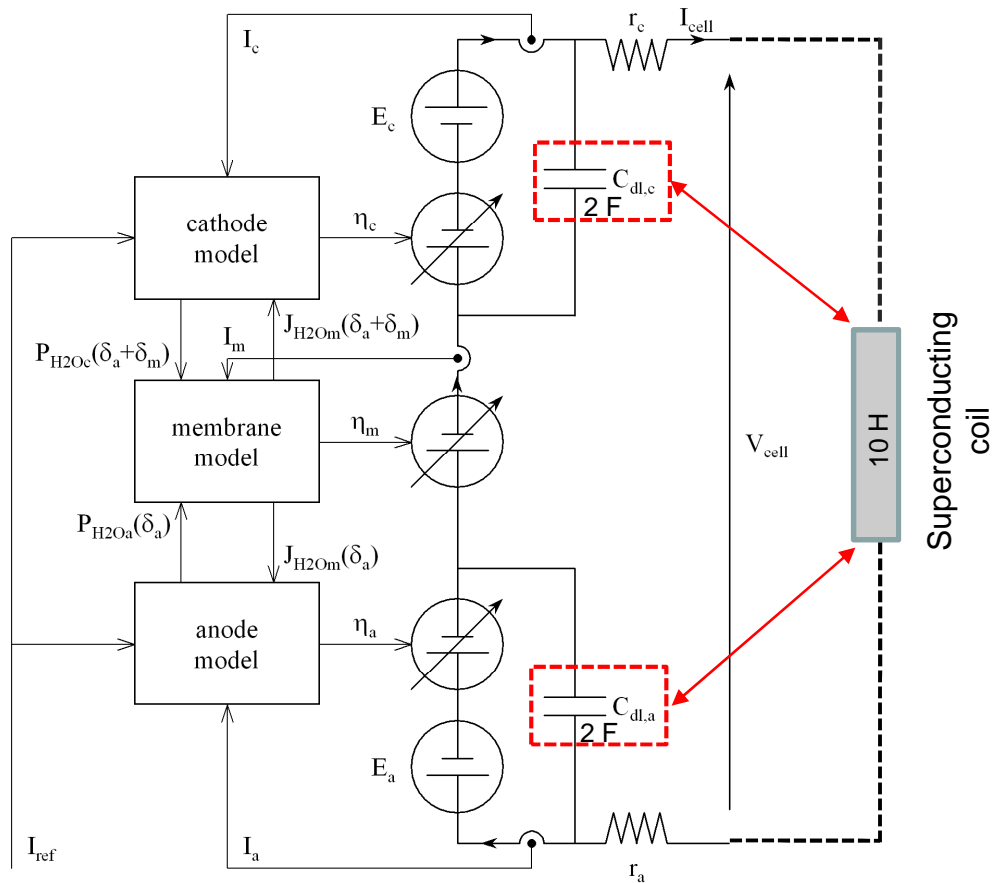 I_c
r_c
I_cell
E_c
C_dl,c
2 F
cathode
model
η_c
P_H2Oc(δ_a+δ_m)
I_m
J_H2Om(δ_a+δ_m)
membrane
model
η_m
V_cell
10 H
Superconducting
coil
P_H2Oa(δ_a)
J_H2Om(δ_a)
anode
model
η_a
C_dl,a
2 F
E_a
I_ref
I_a
r_a